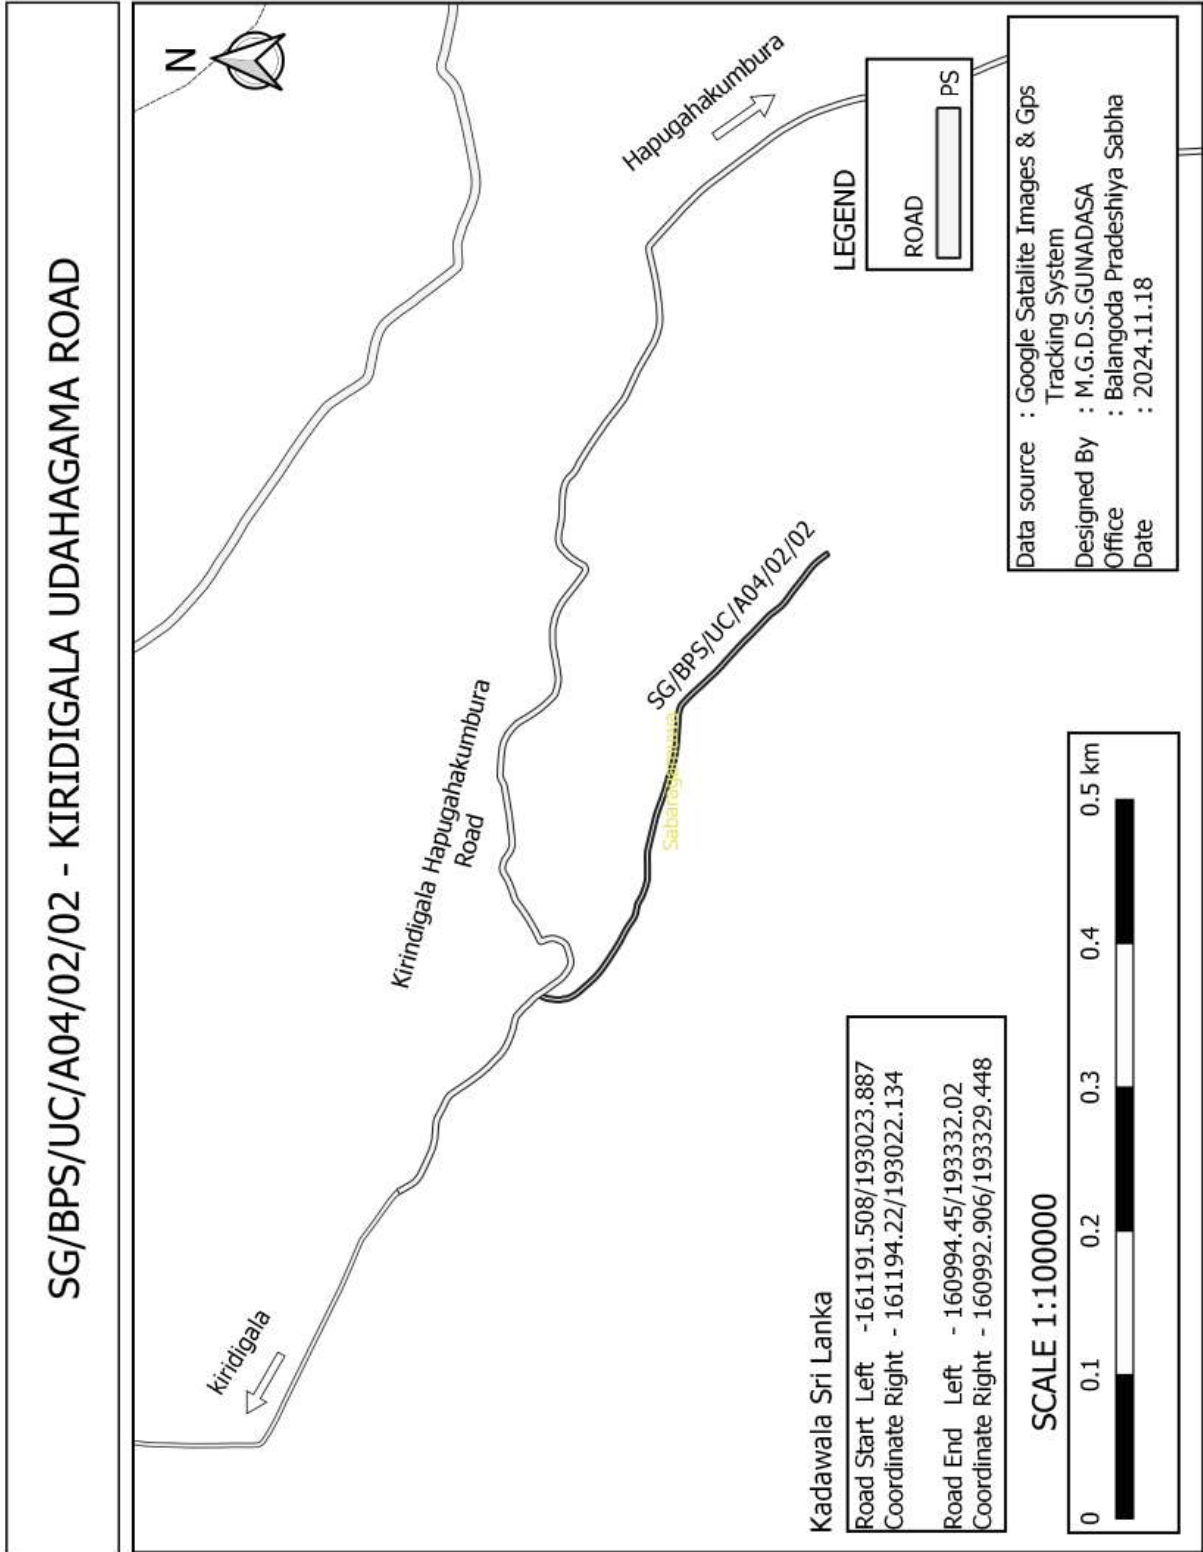 SG/BPS/UC/A04/02/02 - KIRIDIGALA UDAHAGAMA ROAD
N
kiridigala
Kirindigala Hapugahakumbura
Road
Hapugahakumbura
SG/BPS/UC/A04/02/02
LEGEND
ROAD
PS
Kadawala Sri Lanka
Road Start Left -161191.508/193023.887
Coordinate Right - 161194.22/193022.134
Road End Left - 160994.45/193332.02
Coordinate Right - 160992.906/193329.448
SCALE 1:100000
0 0.1 0.2 0.3 0.4 0.5 km
Data source : Google Satalite Images & Gps
Tracking System
Designed By : M.G.D.S.GUNADASA
Office : Balangoda Pradeshiya Sabha
Date : 2024.11.18